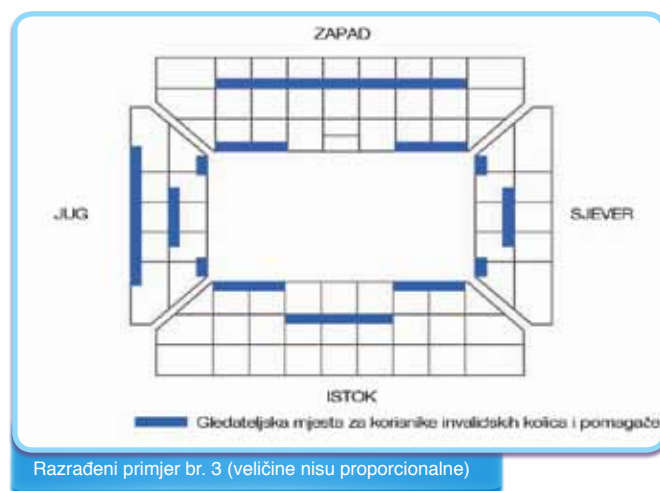 ZAPAD
JUG
SJEVER
ISTOK
Gledateljska mjesta za korisnike invalidskih kolica i pomagače
Razrađeni primjer br. 3 (veličine nisu proporcionalne)